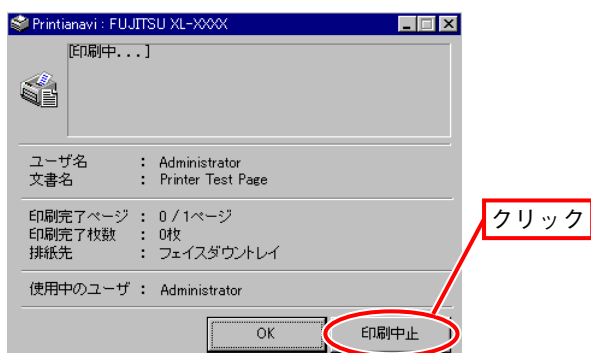 Printianavi : FUJITSU XL-XXXX
[印刷中...]
ユーザ名 : Administrator
文書名 : Printer Test Page
印刷完了ページ : 0 / 1ページ
印刷完了枚数 : 0枚
排紙先 : フェイスダウントレイ
クリック
使用中のユーザ : Administrator
OK 印刷中止